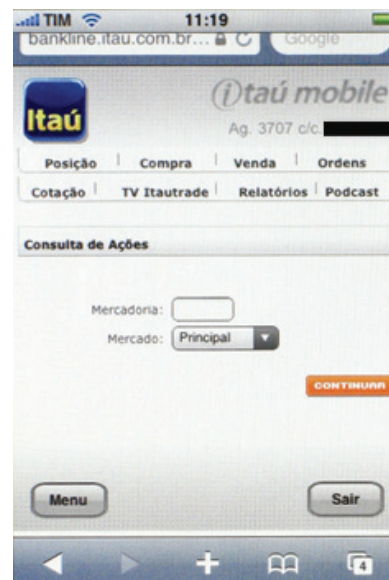 TIM 11:19
bankline.itau.com.br... Google
Itaú itaú mobile
Ag. 3707 c/c.
Posição Compra Venda Ordens
Cotação TV Itautrade Relatórios Podcast
Consulta de Ações
Mercadoria:
Mercado: Principal
CONTINUAR
Menu Sair
4